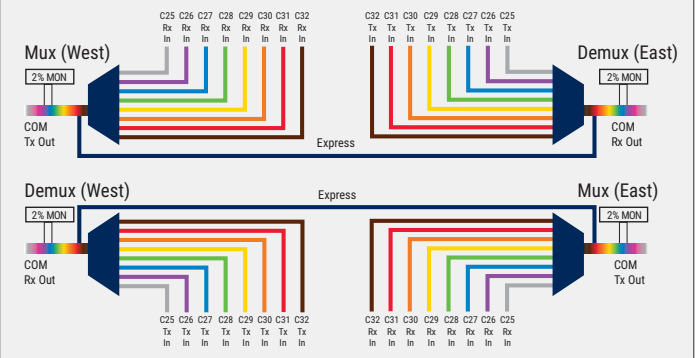 C25 C26 C27 C28 C29 C30 C31 C32
Rx Rx Rx Rx Rx Rx Rx Rx
In In In In In In In In
C32 C31 C30 C29 C28 C27 C26 C25
Tx Tx Tx Tx Tx Tx Tx Tx
In In In In In In In In
Mux (West)
Demux (East)
2% MON
2% MON
COM
Tx Out
COM
Rx Out
Express
Demux (West)
Express
Mux (East)
2% MON
2% MON
COM
Rx Out
COM
Tx Out
C25 C26 C27 C28 C29 C30 C31 C32
Tx Tx Tx Tx Tx Tx Tx Tx
In In In In In In In In
C32 C31 C30 C29 C28 C27 C26 C25
Rx Rx Rx Rx Rx Rx Rx Rx
In In In In In In In In